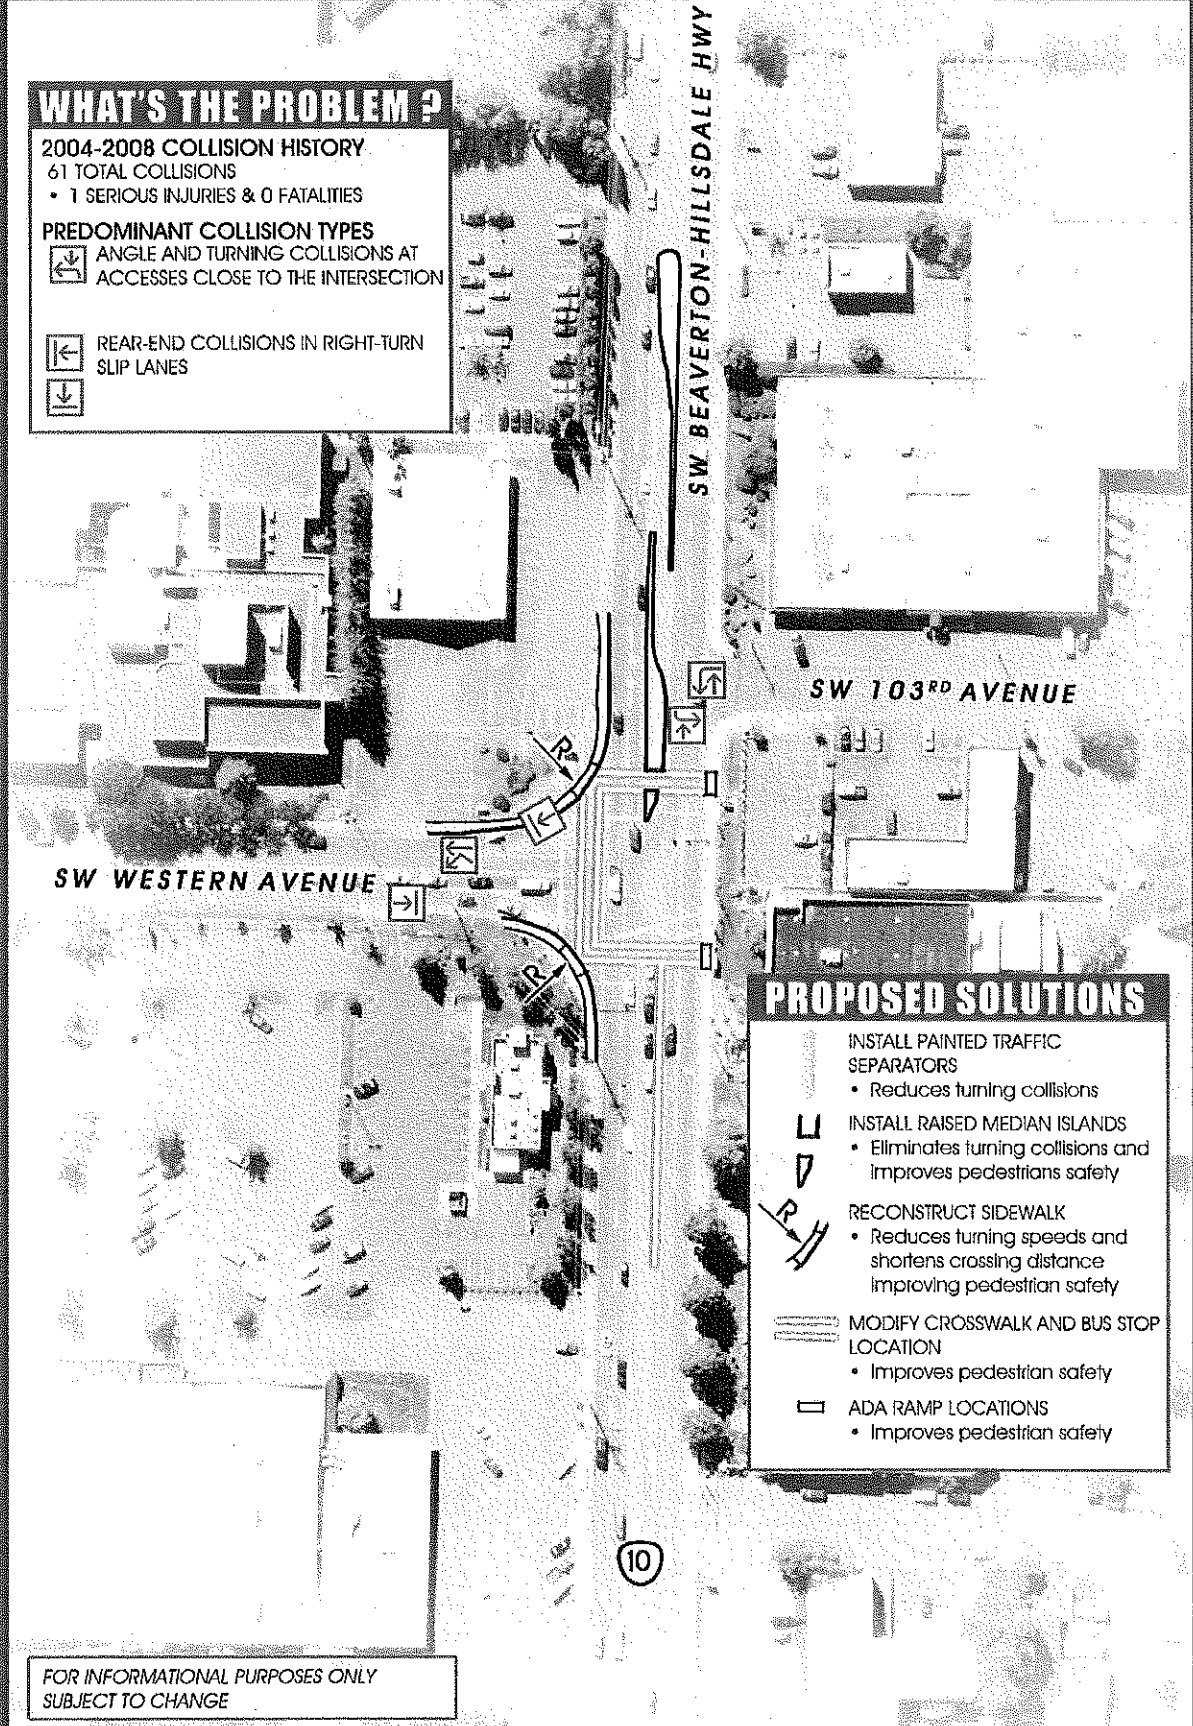 WHAT'S THE PROBLEM ?
2004-2008 COLLISION HISTORY
61 TOTAL COLLISIONS
• 1 SERIOUS INJURIES & 0 FATALITIES
PREDOMINANT COLLISION TYPES
ANGLE AND TURNING COLLISIONS AT
ACCESSES CLOSE TO THE INTERSECTION
REAR-END COLLISIONS IN RIGHT-TURN
SLIP LANES
SW BEAVERTON-HILLSDALE HWY
SW 103RD AVENUE
R
SW WESTERN AVENUE
R
PROPOSED SOLUTIONS
INSTALL PAINTED TRAFFIC
SEPARATORS
• Reduces turning collisions
INSTALL RAISED MEDIAN ISLANDS
• Eliminates turning collisions and
improves pedestrians safety
R
RECONSTRUCT SIDEWALK
• Reduces turning speeds and
shortens crossing distance
improving pedestrian safety
MODIFY CROSSWALK AND BUS STOP
LOCATION
• Improves pedestrian safety
ADA RAMP LOCATIONS
• Improves pedestrian safety
10
FOR INFORMATIONAL PURPOSES ONLY
SUBJECT TO CHANGE